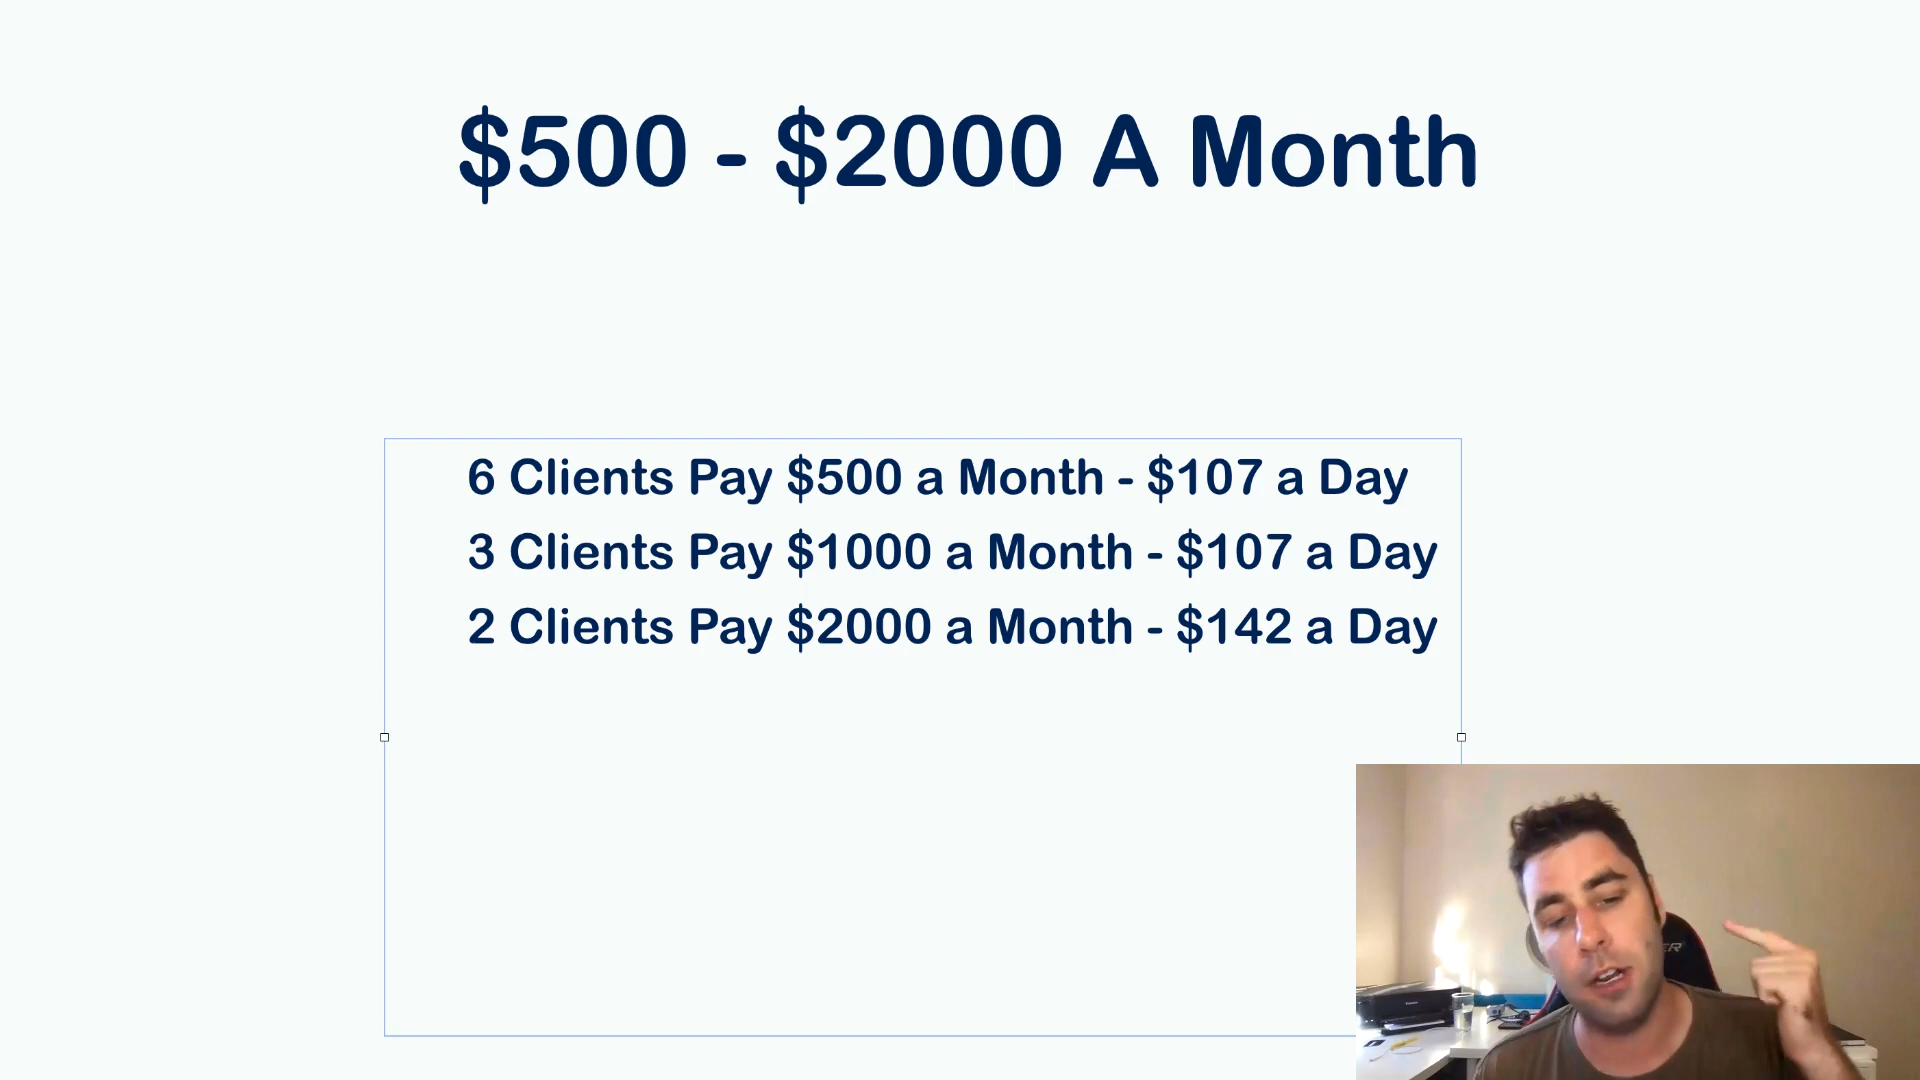 $500 - $2000 A Month
6 Clients Pay $500 a Month - $107 a Day
3 Clients Pay $1000 a Month - $107 a Day
2 Clients Pay $2000 a Month - $142 a Day